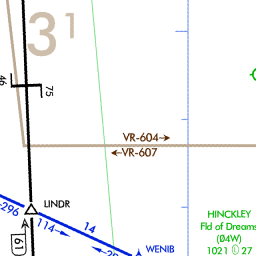 3¹
46
75
VR-604
VR-607
LINDR
296
A
114
14
61
WENIB
HINCKLEY
Fld of Dreams
(Ø4W)
1021 27